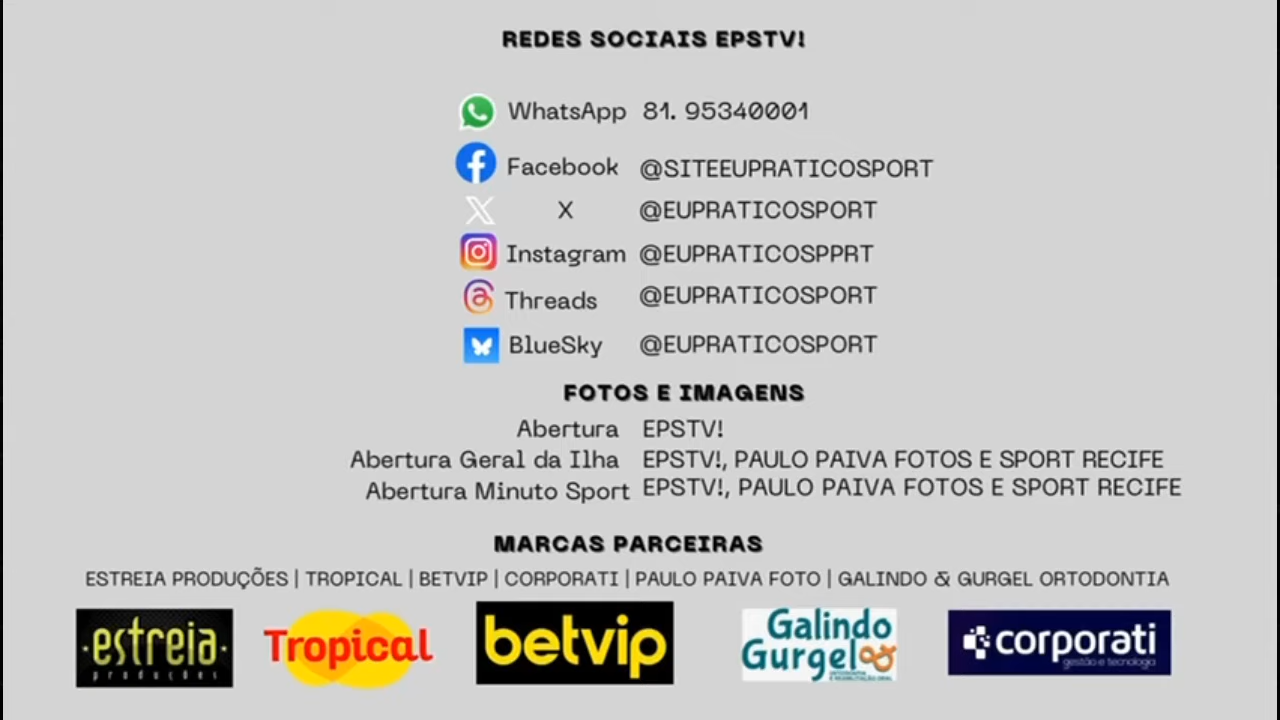 REDES SOCIAIS EPSTV!
WhatsApp 81. 95340001
Facebook @SITEEUPRATICOSPORT
X @EUPRATICOSPORT
Instagram @EUPRATICOSPPRT
Threads @EUPRATICOSPORT
BlueSky @EUPRATICOSPORT
FOTOS E IMAGENS
Abertura EPSTV!
Abertura Geral da Ilha EPSTV!, PAULO PAIVA FOTOS E SPORT RECIFE
Abertura Minuto Sport EPSTV!, PAULO PAIVA FOTOS E SPORT RECIFE
MARCAS PARCEIRAS
ESTREIA PRODUÇÕES | TROPICAL | BETVIP | CORPORATI | PAULO PAIVA FOTO | GALINDO & GURGEL ORTODONTIA
estreia
produções
Tropical
betvip
Galindo
Gurgel &
corporati
gestão e tecnologia